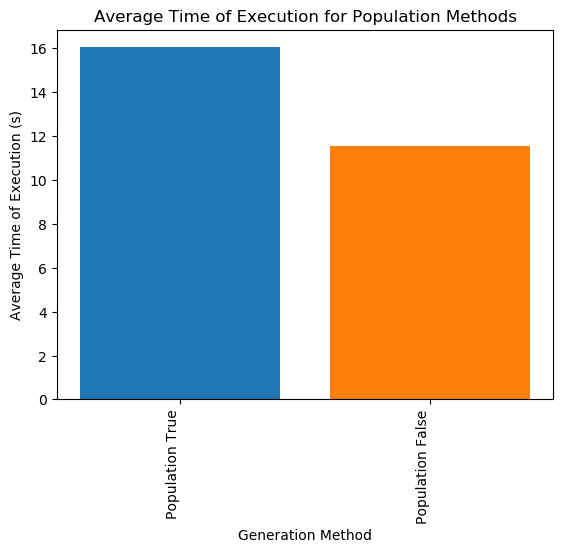 Average Time of Execution for Population Methods
Average Time of Execution (s)
16
14
12
10
8
6
4
2
0
Population True
Population False
Generation Method